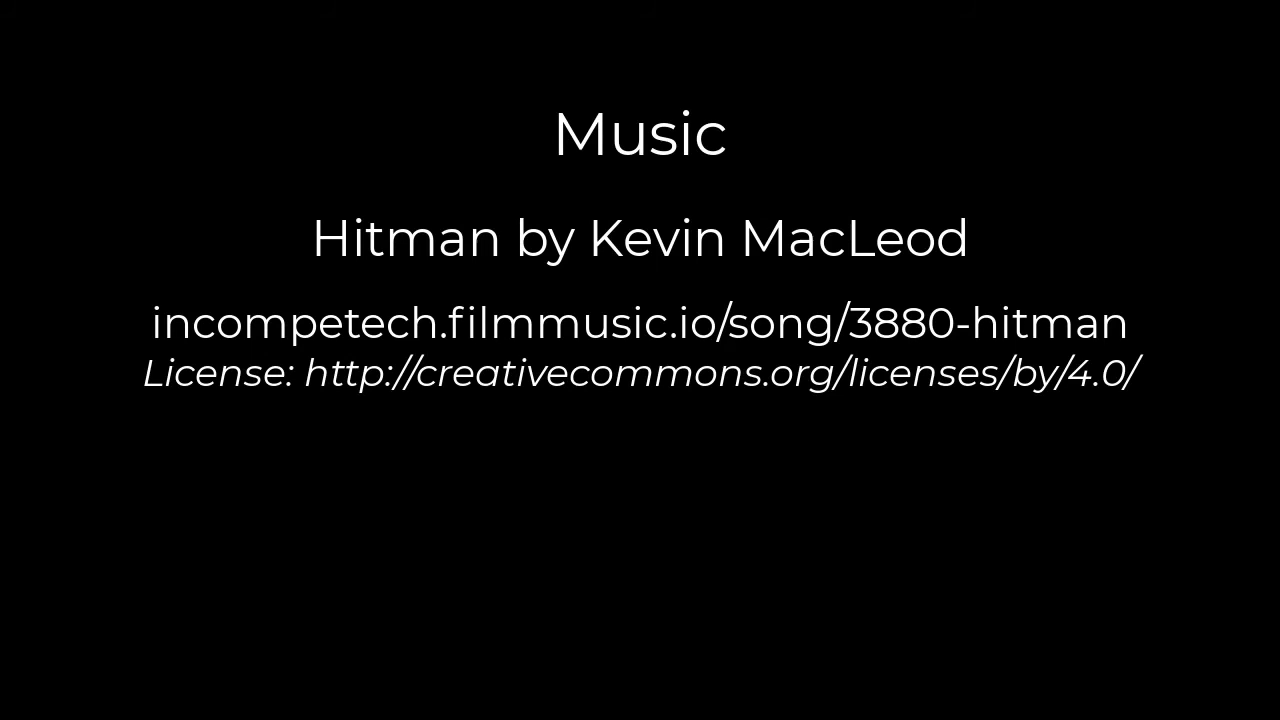 Music
Hitman by Kevin MacLeod
incompetech.filmmusic.io/song/3880-hitman
License: http://creativecommons.org/licenses/by/4.0/